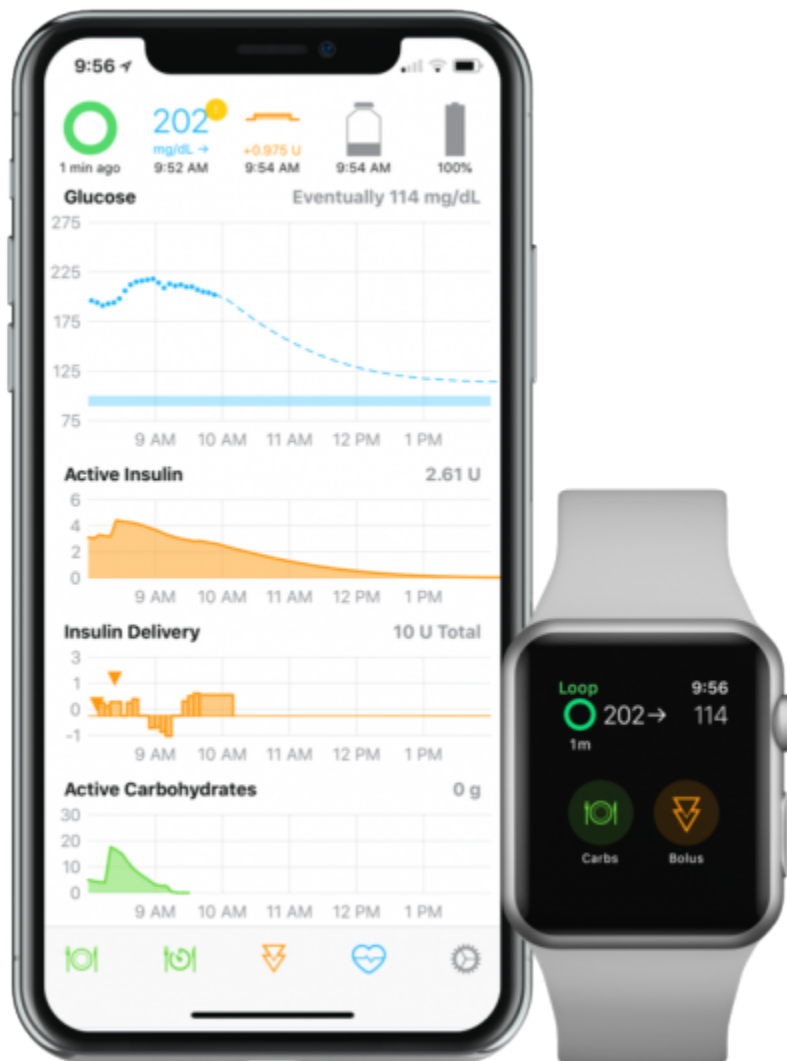 9:56
202
mg/dL → +0.975 U
1 min ago 9:52 AM 9:54 AM 9:54 AM 100%
Glucose Eventually 114 mg/dL
275
225
175
125
75
9 AM 10 AM 11 AM 12 PM 1 PM
Active Insulin 2.61 U
6
4
2
0
9 AM 10 AM 11 AM 12 PM 1 PM
Insulin Delivery 10 U Total
3
1
0
-1
9 AM 10 AM 11 AM 12 PM 1 PM
Active Carbohydrates 0 g
30
20
10
0
9 AM 10 AM 11 AM 12 PM 1 PM
Loop 9:56
202→ 114
1m
Carbs Bolus